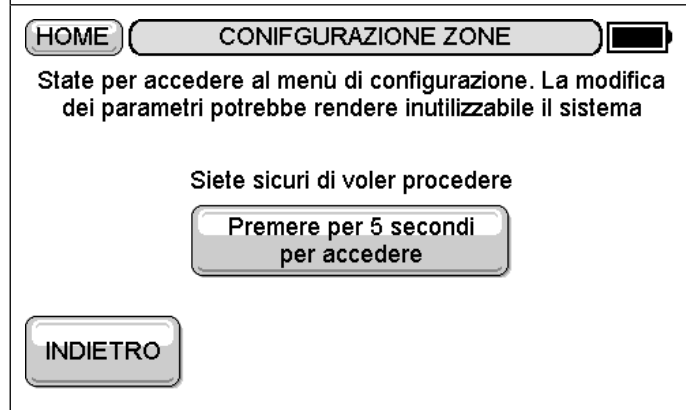 HOME
CONIFGURAZIONE ZONE
State per accedere al menù di configurazione. La modifica
dei parametri potrebbe rendere inutilizzabile il sistema
Siete sicuri di voler procedere
Premere per 5 secondi
per accedere
INDIETRO